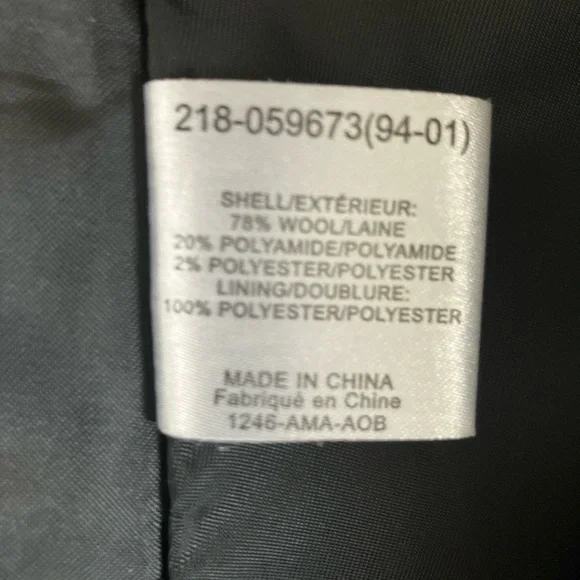 218-059673(94-01)
SHELL/EXTÉRIEUR:
78% WOOL/LAINE
20% POLYAMIDE/POLYAMIDE
2% POLYESTER/POLYESTER
LINING/DOUBLURE:
100% POLYESTER/POLYESTER
MADE IN CHINA
Fabriqué en Chine
1246-AMA-AOB